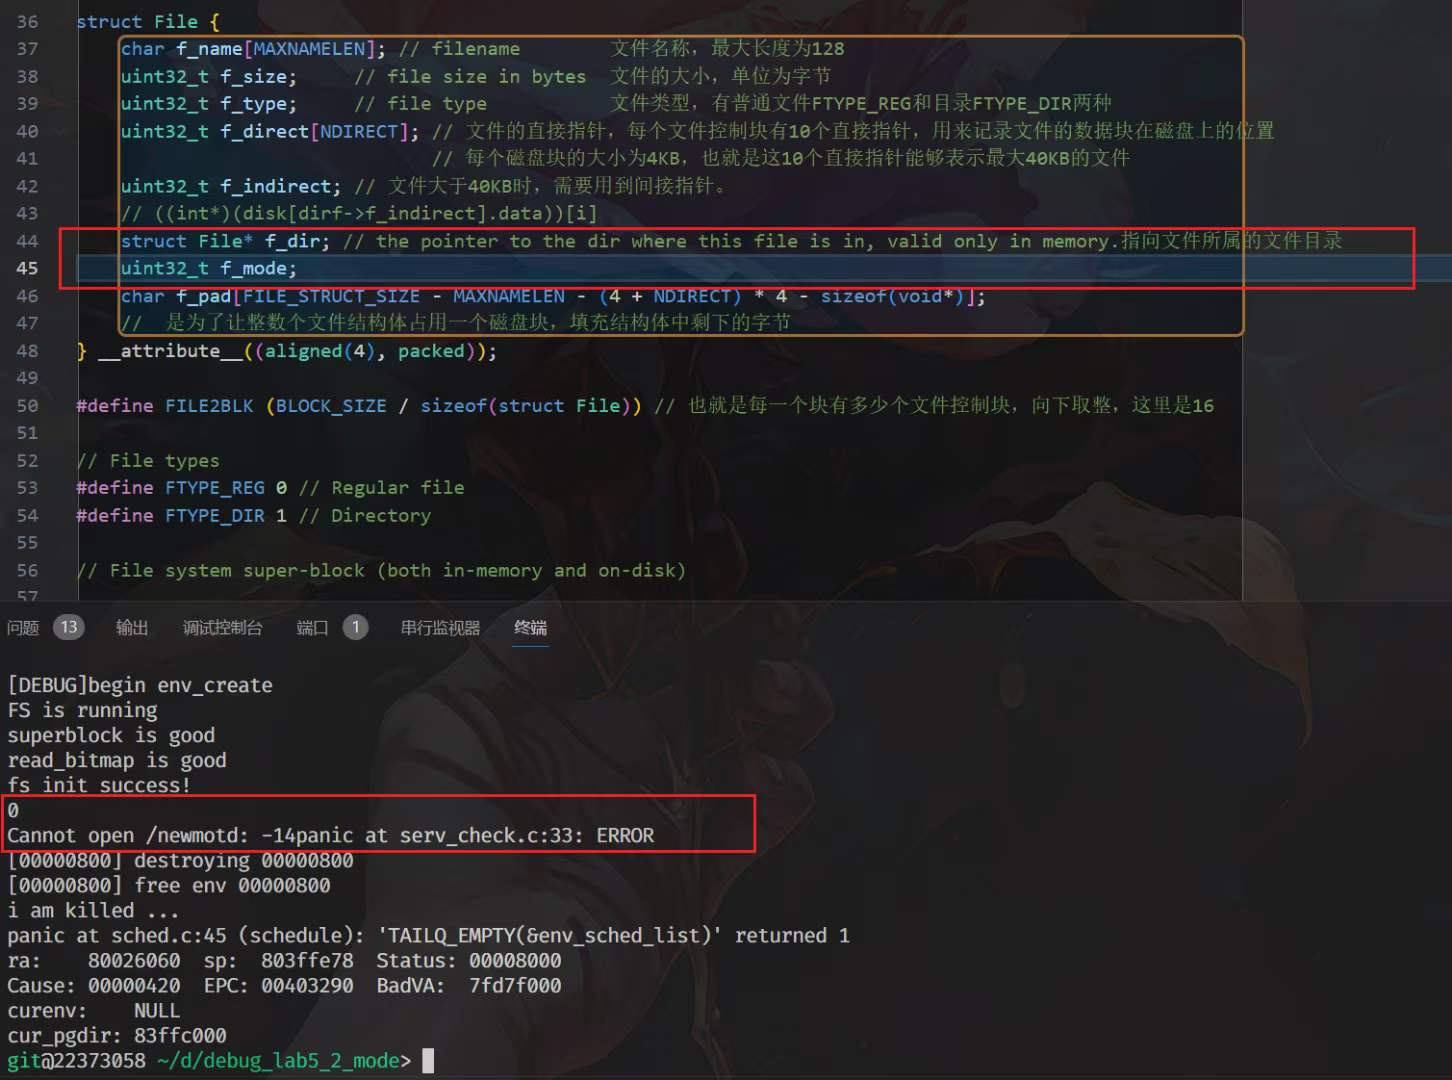 36 struct File {
37 char f_name[MAXNAMELEN]; // filename 文件名称，最大长度为128
38 uint32_t f_size; // file size in bytes 文件的大小，单位为字节
39 uint32_t f_type; // file type 文件类型，有普通文件FTYPE_REG和目录FTYPE_DIR两种
40 uint32_t f_direct[NDIRECT]; // 文件的直接指针，每个文件控制块有10个直接指针，用来记录文件的数据块在磁盘上的位置
41 // 每个磁盘块的大小为4KB，也就是这10个直接指针能够表示最大40KB的文件
42 uint32_t f_indirect; // 文件大于40KB时，需要用到间接指针。
43 // ((int*)(disk[dirf->f_indirect].data))[i]
44 struct File* f_dir; // the pointer to the dir where this file is in, valid only in memory.指向文件所属的文件目录
45 uint32_t f_mode;
46 char f_pad[FILE_STRUCT_SIZE - MAXNAMELEN - (4 + NDIRECT) * 4 - sizeof(void*)];
47 // 是为了让整数个文件结构体占用一个磁盘块，填充结构体中剩下的字节
48 } __attribute__((aligned(4), packed));
49
50 #define FILE2BLK (BLOCK_SIZE / sizeof(struct File)) // 也就是每一个块有多少个文件控制块，向下取整，这里是16
51
52 // File types
53 #define FTYPE_REG 0 // Regular file
54 #define FTYPE_DIR 1 // Directory
55
56 // File system super-block (both in-memory and on-disk)
57
问题 13 输出 调试控制台 端口 1 串行监视器 终端
[DEBUG]begin env_create
FS is running
superblock is good
read_bitmap is good
fs init success!
0
Cannot open /newmotd: -14panic at serv_check.c:33: ERROR
[00000800] destroying 00000800
[00000800] free env 00000800
i am killed ...
panic at sched.c:45 (schedule): 'TAILQ_EMPTY(&env_sched_list)' returned 1
ra: 80026060 sp: 803ffe78 Status: 00008000
Cause: 00000420 EPC: 00403290 BadVA: 7fd7f000
curenv: NULL
cur_pgdir: 83ffc000
git@22373058 ~/d/debug_lab5_2_mode>